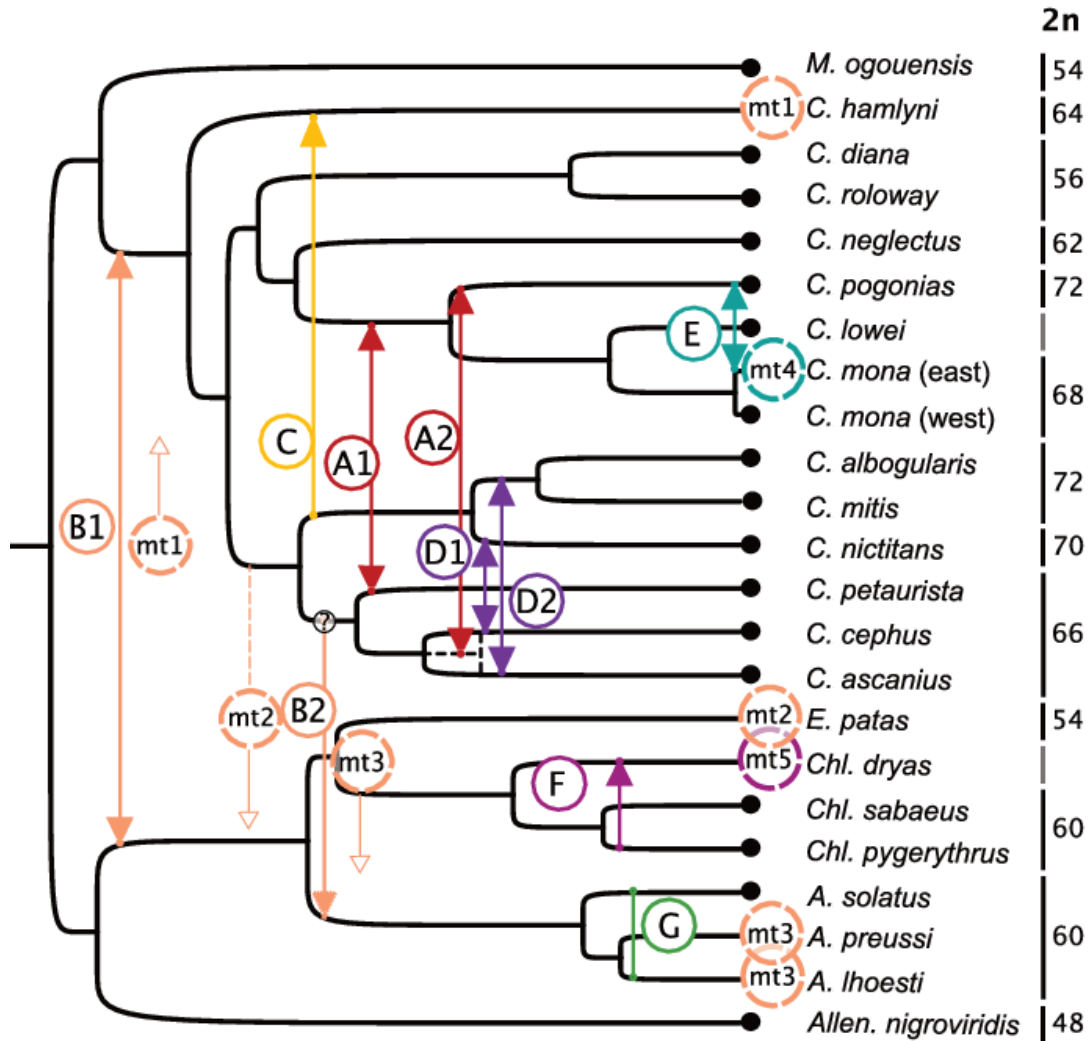 2n
M. ogouensis 54
mt1 C. hamlyni 64
C. diana
56
C. roloway
C. neglectus 62
C. pogonias 72
E C. lowei
mt4 C. mona (east)
68
C. mona (west)
C A1 A2
C. albogularis
72
C. mitis
B1 mt1 D1 C. nictitans 70
C. petaurista
D2
? C. cephus 66
C. ascanius
mt2 B2 mt2 E. patas 54
mt3 F mt5 Chl. dryas
Chl. sabaeus
60
Chl. pygerythrus
A. solatus
G mt3 A. preussi 60
mt3 A. lhoesti
Allen. nigroviridis 48